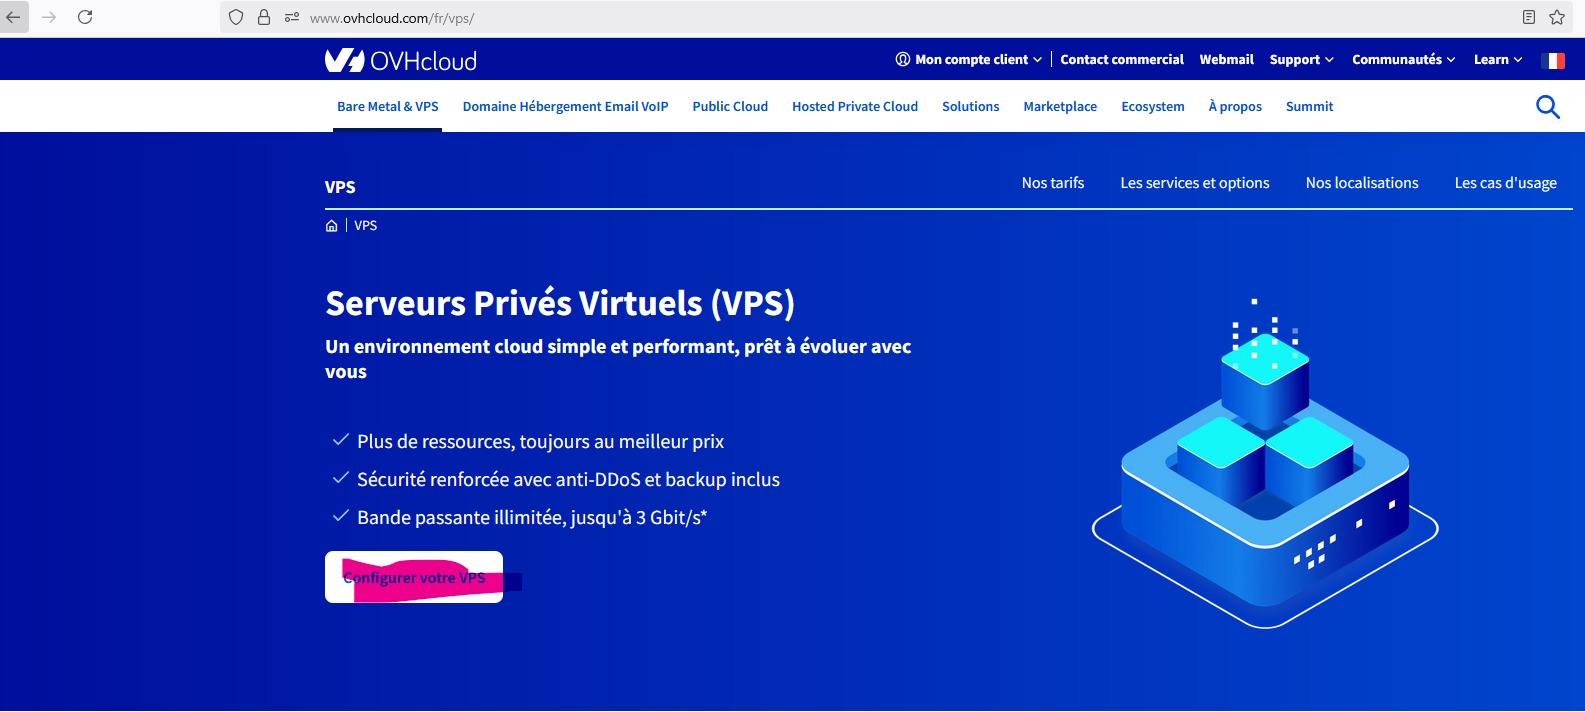 www.ovhcloud.com/fr/vps/
OVHcloud
Mon compte client
Contact commercial
Webmail
Support
Communautés
Learn
Bare Metal & VPS
Domaine Hébergement Email VoIP
Public Cloud
Hosted Private Cloud
Solutions
Marketplace
Ecosystem
À propos
Summit
VPS
Nos tarifs
Les services et options
Nos localisations
Les cas d'usage
VPS
Serveurs Privés Virtuels (VPS)
Un environnement cloud simple et performant, prêt à évoluer avec
vous
Plus de ressources, toujours au meilleur prix
Sécurité renforcée avec anti-DDoS et backup inclus
Bande passante illimitée, jusqu'à 3 Gbit/s*
Configurer votre VPS